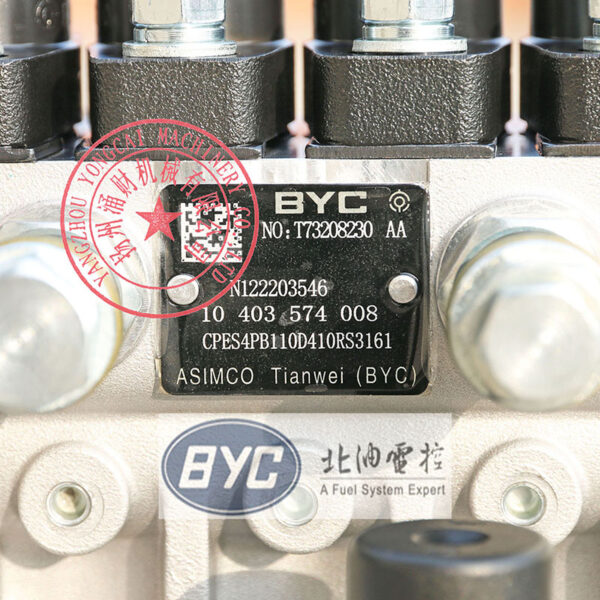 BYC
NO:T73208230 AA
N122203546
10 403 574 008
CPES4PB110D410RS3161
ASIMCO Tianwei (BYC)
YANGZHOU YONGCAI MACHINERY CO.,LTD
扬州涌财机械有限公司
BYC 北油电控
A Fuel System Expert